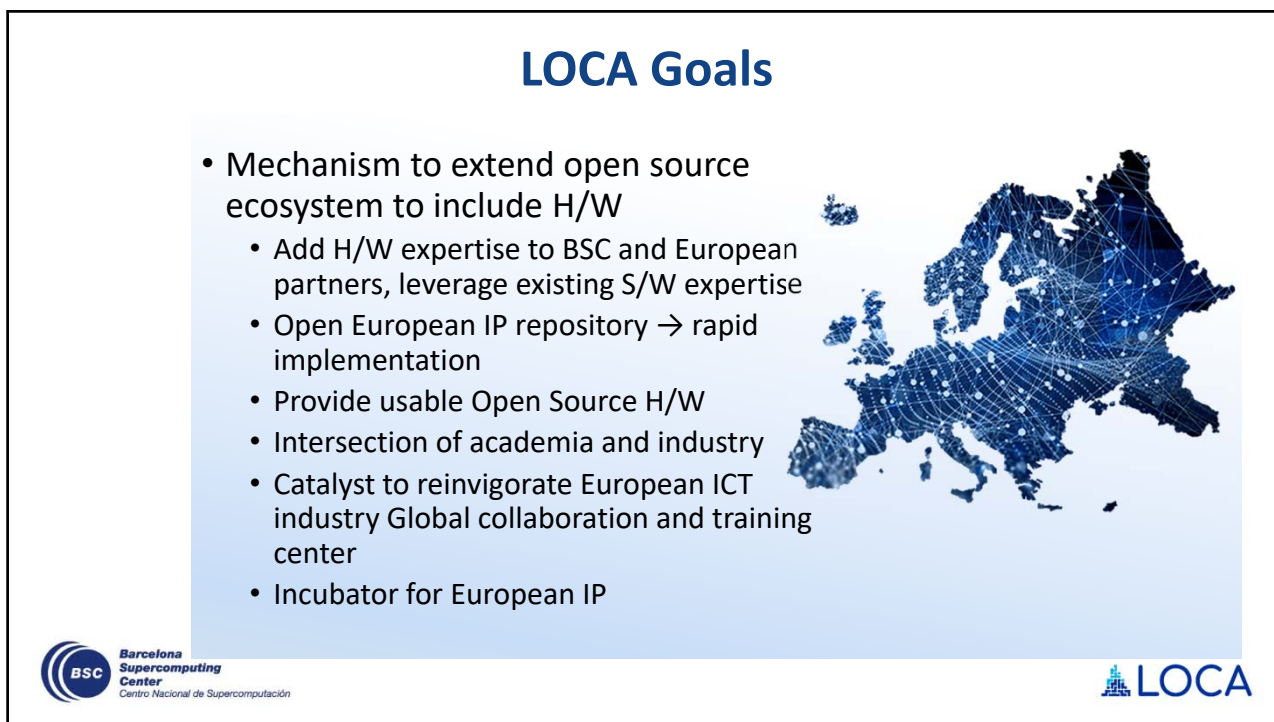 LOCA Goals
• Mechanism to extend open source
ecosystem to include H/W
• Add H/W expertise to BSC and European
partners, leverage existing S/W expertise
• Open European IP repository → rapid
implementation
• Provide usable Open Source H/W
• Intersection of academia and industry
• Catalyst to reinvigorate European ICT
industry Global collaboration and training
center
• Incubator for European IP
BSC
Barcelona
Supercomputing
Center
Centro Nacional de Supercomputación
LOCA